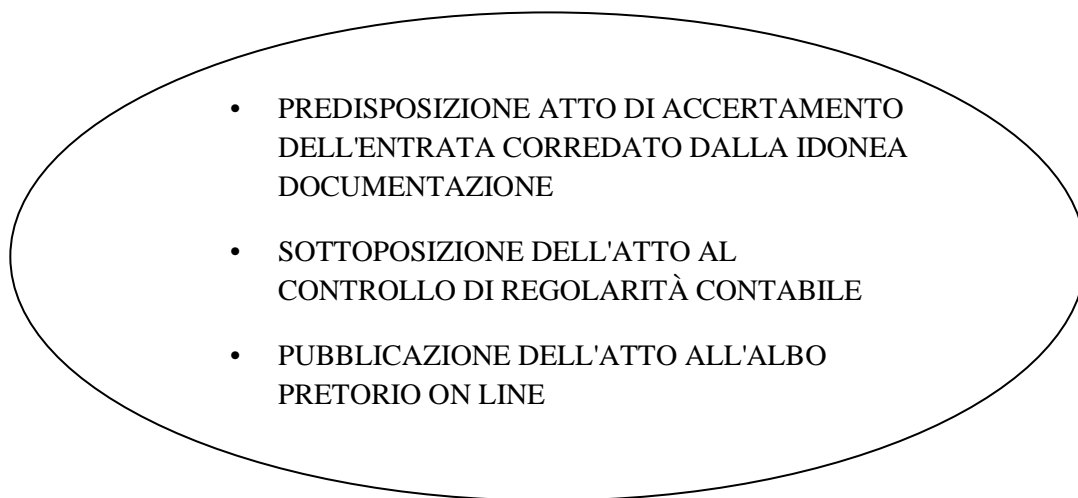 • PREDISPOSIZIONE ATTO DI ACCERTAMENTO
DELL'ENTRATA CORREDATO DALLA IDONEA
DOCUMENTAZIONE
• SOTTOPOSIZIONE DELL'ATTO AL
CONTROLLO DI REGOLARITÀ CONTABILE
• PUBBLICAZIONE DELL'ATTO ALL'ALBO
PRETORIO ON LINE